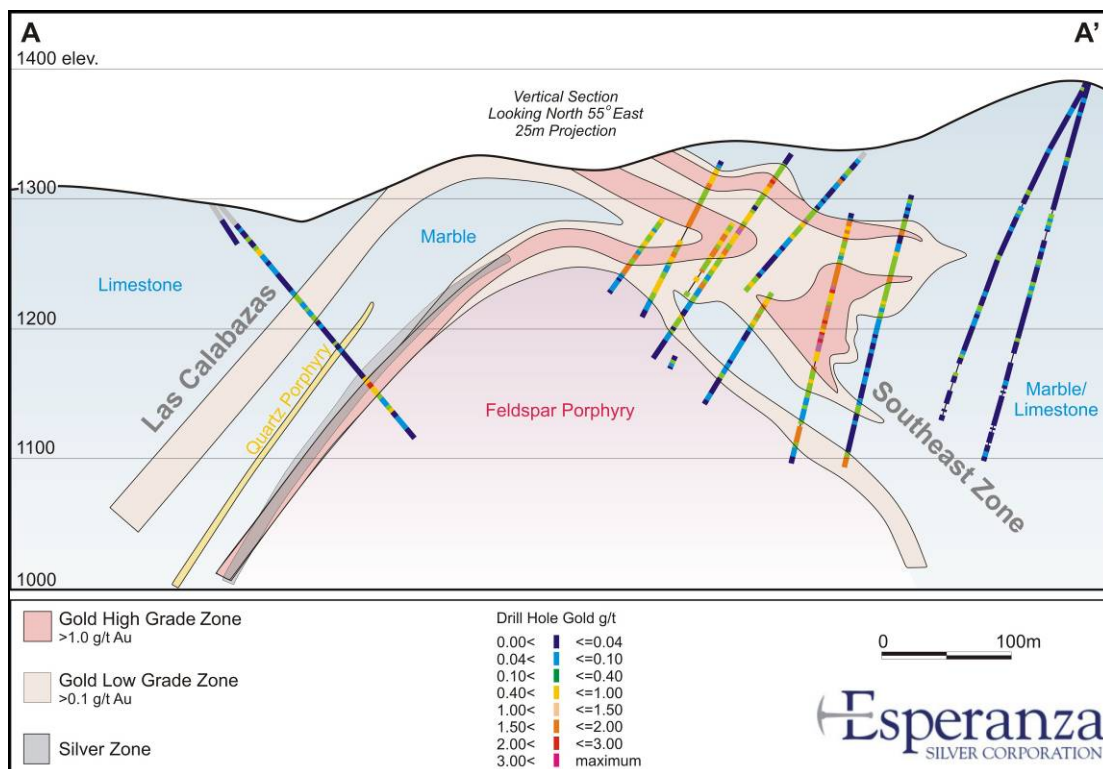 A
A'
1400 elev.
Vertical Section
Looking North 55° East
25m Projection
1300
Marble
Limestone
1200
Las Calabazas
Quartz Porphyry
Feldspar Porphyry
Southeast Zone
Marble/
Limestone
1100
1000
Gold High Grade Zone
>1.0 g/t Au
Gold Low Grade Zone
>0.1 g/t Au
Silver Zone
Drill Hole Gold g/t
0.00< <=0.04
0.04< <=0.10
0.10< <=0.40
0.40< <=1.00
1.00< <=1.50
1.50< <=2.00
2.00< <=3.00
3.00< maximum
0 100m
Esperanza
SILVER CORPORATION